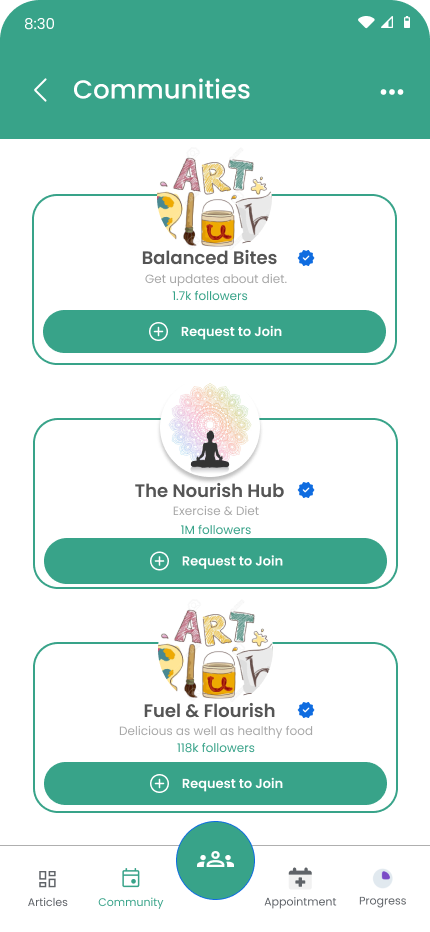 8:30
Communities
ART
Club
Balanced Bites
Get updates about diet.
1.7k followers
Request to Join
The Nourish Hub
Exercise & Diet
1M followers
Request to Join
ART
Club
Fuel & Flourish
Delicious as well as healthy food
118k followers
Request to Join
Articles
Community
Appointment
Progress